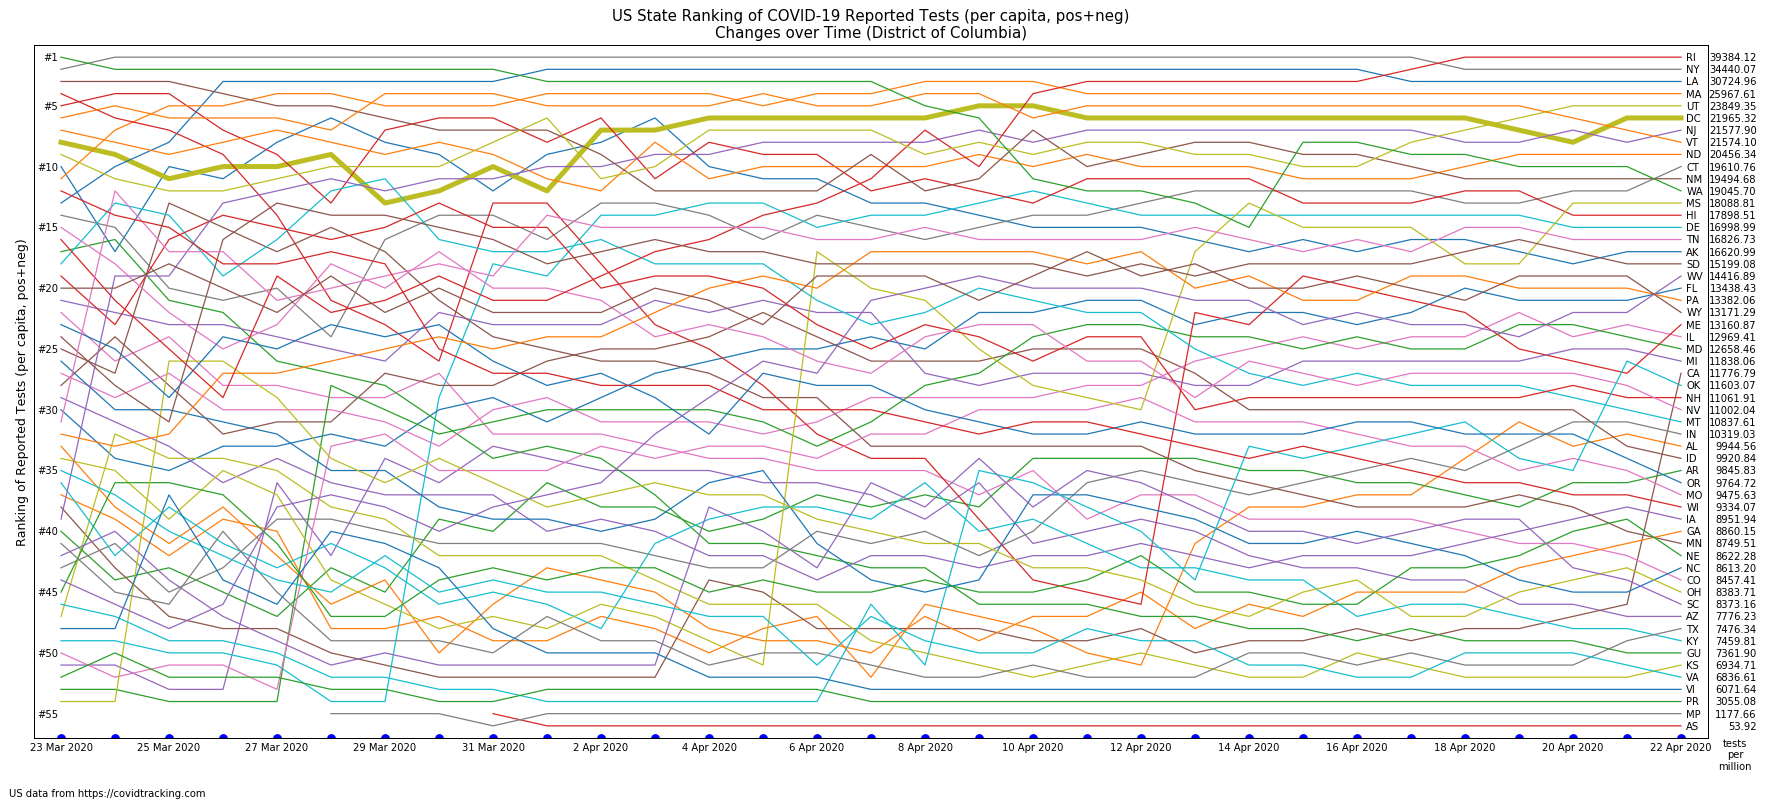 US State Ranking of COVID-19 Reported Tests (per capita, pos+neg)
Changes over Time (District of Columbia)
Ranking of Reported Tests (per capita, pos+neg)
#1
#5
#10
#15
#20
#25
#30
#35
#40
#45
#50
#55
RI 39384.12
NY 34440.07
LA 30724.96
MA 25967.61
UT 23849.35
DC 21965.32
NJ 21577.90
VT 21574.10
ND 20456.34
CT 19610.76
NM 19494.68
WA 19045.70
MS 18088.81
HI 17898.51
DE 16998.99
TN 16826.73
AK 16620.99
SD 15199.08
WV 14416.89
FL 13438.43
PA 13382.06
WY 13171.29
ME 13160.87
IL 12969.41
MD 12658.46
MI 11838.06
CA 11776.79
OK 11603.07
NH 11061.91
NV 11002.04
MT 10837.61
IN 10319.03
AL 9944.56
ID 9920.84
AR 9845.83
OR 9764.72
MO 9475.63
WI 9334.07
IA 8951.94
GA 8860.15
MN 8749.51
NE 8622.28
NC 8613.20
CO 8457.41
OH 8383.71
SC 8373.16
AZ 7776.23
TX 7476.34
KY 7459.81
GU 7361.90
KS 6934.71
VA 6836.61
VI 6071.64
PR 3055.08
MP 1177.66
AS 53.92
23 Mar 2020 25 Mar 2020 27 Mar 2020 29 Mar 2020 31 Mar 2020 2 Apr 2020 4 Apr 2020 6 Apr 2020 8 Apr 2020 10 Apr 2020 12 Apr 2020 14 Apr 2020 16 Apr 2020 18 Apr 2020 20 Apr 2020 22 Apr 2020
tests
per
million
US data from https://covidtracking.com